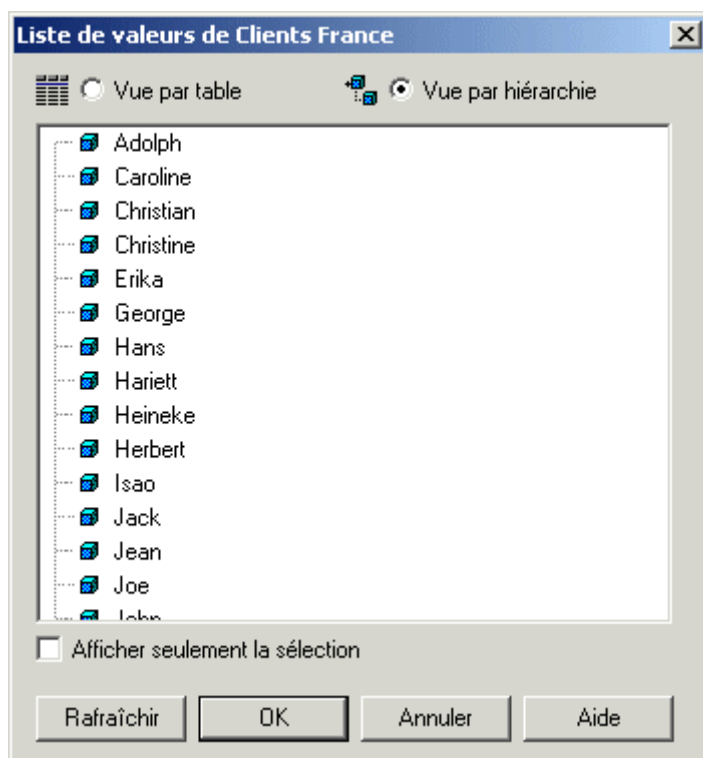 Liste de valeurs de Clients France
Vue par table Vue par hiérarchie
Adolph
Caroline
Christian
Christine
Erika
George
Hans
Hariett
Heineke
Herbert
Isao
Jack
Jean
Joe
John
Afficher seulement la sélection
Rafraîchir OK Annuler Aide